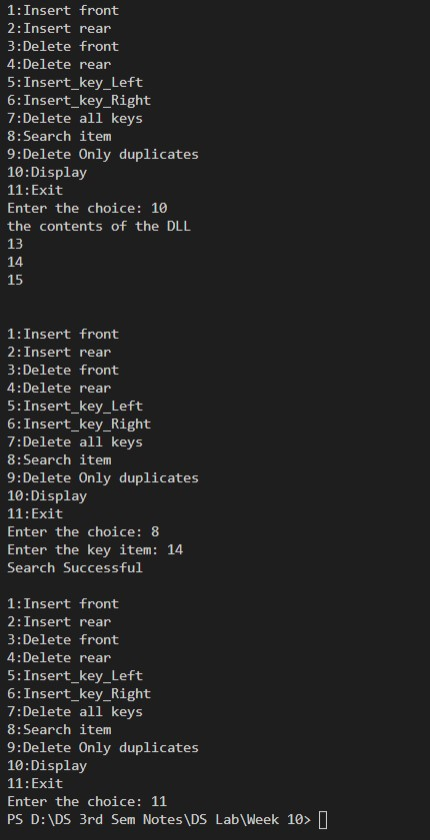 1:Insert front
2:Insert rear
3:Delete front
4:Delete rear
5:Insert_key_Left
6:Insert_key_Right
7:Delete all keys
8:Search item
9:Delete Only duplicates
10:Display
11:Exit
Enter the choice: 10
the contents of the DLL
13
14
15
1:Insert front
2:Insert rear
3:Delete front
4:Delete rear
5:Insert_key_Left
6:Insert_key_Right
7:Delete all keys
8:Search item
9:Delete Only duplicates
10:Display
11:Exit
Enter the choice: 8
Enter the key item: 14
Search Successful
1:Insert front
2:Insert rear
3:Delete front
4:Delete rear
5:Insert_key_Left
6:Insert_key_Right
7:Delete all keys
8:Search item
9:Delete Only duplicates
10:Display
11:Exit
Enter the choice: 11
PS D:\DS 3rd Sem Notes\DS Lab\Week 10>